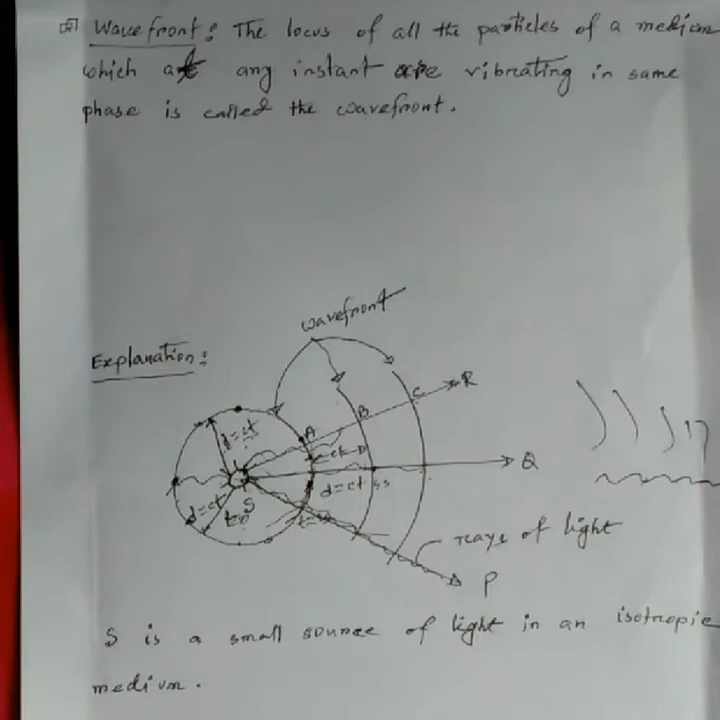 Wavefront: The locus of all the particles of a medium
which at any instant are vibrating in same
phase is called the wavefront.
wavefront
Explanation:
R
C
B
A
d=ct
Q
d=ct
d=ct
S
rays of light
P
S is a small source of light in an isotropic
medium.